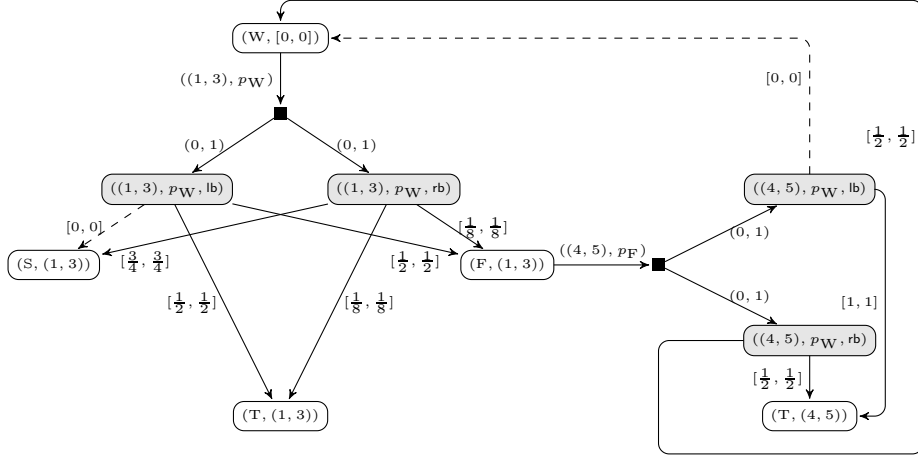 (W, [0, 0])
((1, 3), p_W)
[0, 0]
[1/2, 1/2]
(0, 1)
(0, 1)
((1, 3), p_W, lb)
((1, 3), p_W, rb)
((4, 5), p_W, lb)
[0, 0]
[1/8, 1/8]
(0, 1)
((4, 5), p_F)
(S, (1, 3))
[3/4, 3/4]
[1/2, 1/2]
(F, (1, 3))
[1/2, 1/2]
[1/8, 1/8]
(0, 1)
[1, 1]
((4, 5), p_W, rb)
[1/2, 1/2]
(T, (1, 3))
(T, (4, 5))